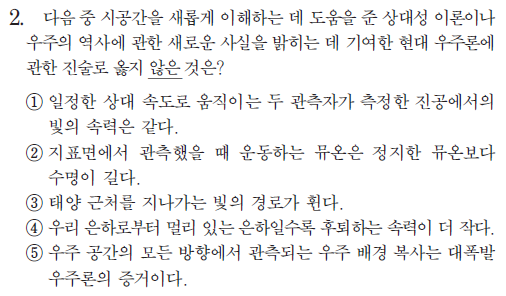 2. 다음 중 시공간을 새롭게 이해하는 데 도움을 준 상대성 이론이나
우주의 역사에 관한 새로운 사실을 밝히는 데 기여한 현대 우주론에
관한 진술로 옳지 않은 것은?
① 일정한 상대 속도로 움직이는 두 관측자가 측정한 진공에서의
빛의 속력은 같다.
② 지표면에서 관측했을 때 운동하는 뮤온은 정지한 뮤온보다
수명이 길다.
③ 태양 근처를 지나가는 빛의 경로가 휜다.
④ 우리 은하로부터 멀리 있는 은하일수록 후퇴하는 속력이 더 작다.
⑤ 우주 공간의 모든 방향에서 관측되는 우주 배경 복사는 대폭발
우주론의 증거이다.